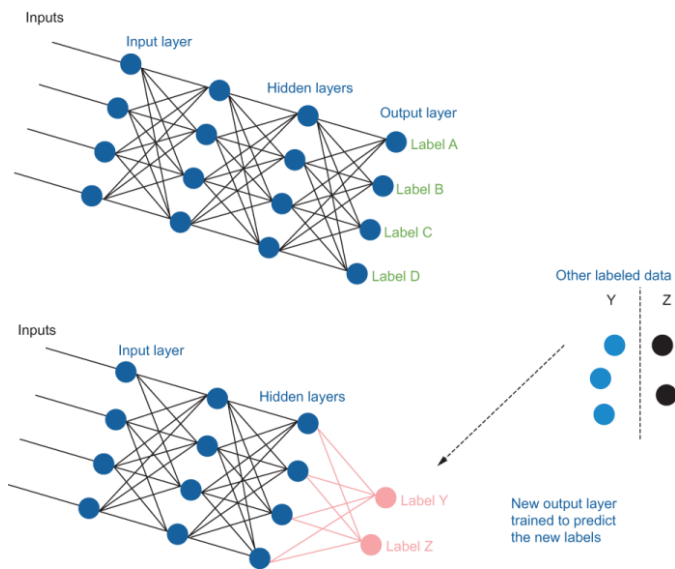 Inputs
Input layer
Hidden layers
Output layer
Label A
Label B
Label C
Label D
Other labeled data
Y Z
Inputs
Input layer
Hidden layers
Label Y
Label Z
New output layer
trained to predict
the new labels